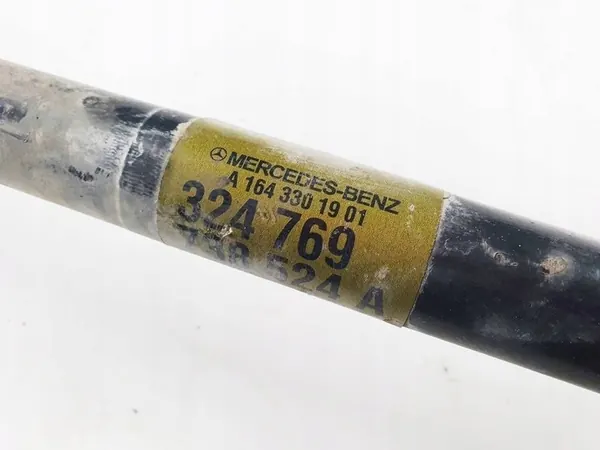 MERCEDES-BENZ
A 164 330 19 01
324 769
524 A